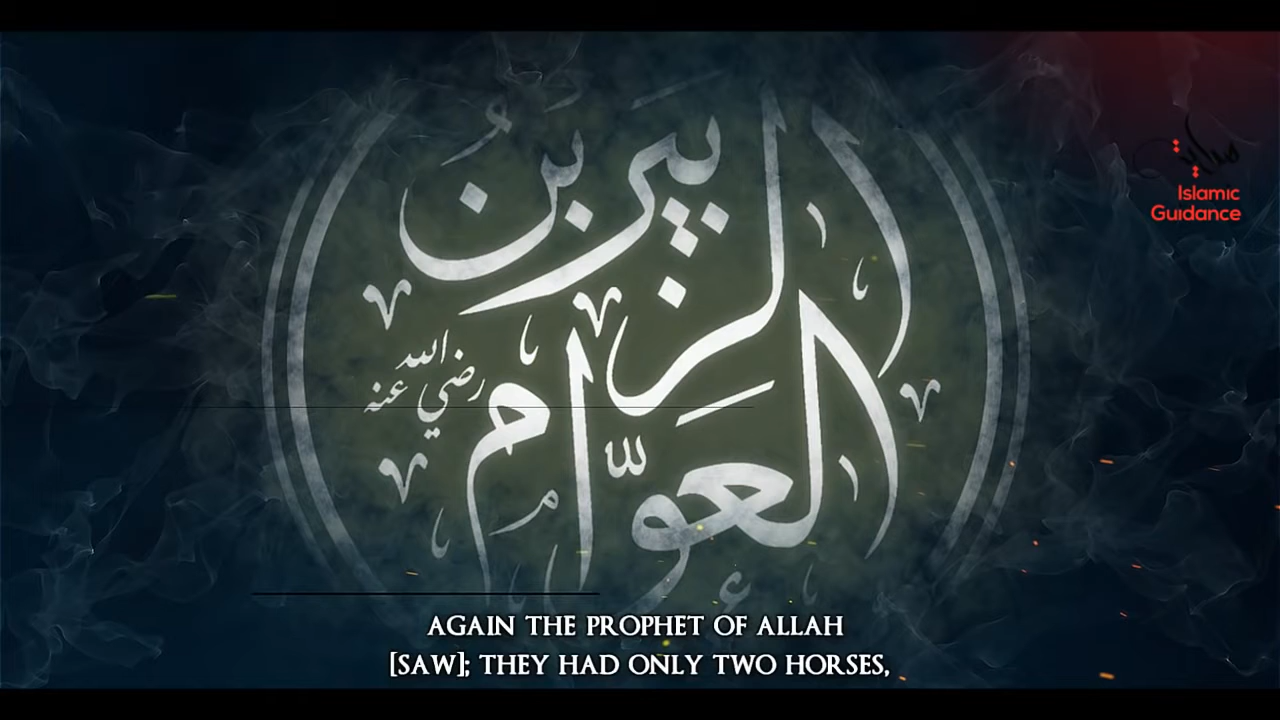 الزبير بن
العوام
رضي الله عنه
هداية
Islamic
Guidance
AGAIN THE PROPHET OF ALLAH
[SAW]; THEY HAD ONLY TWO HORSES,